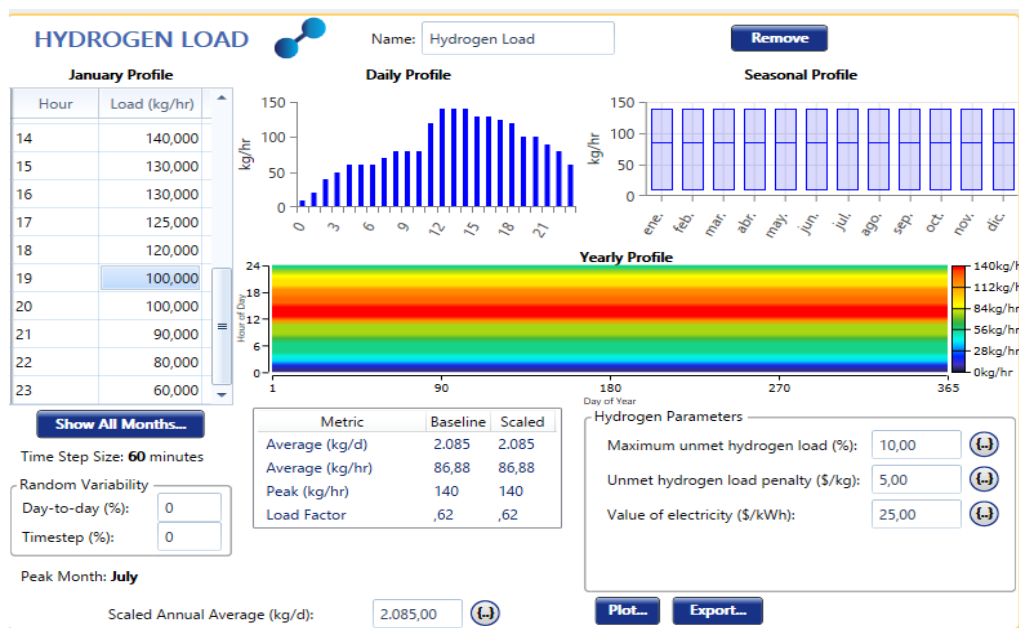 HYDROGEN LOAD
Name: Hydrogen Load
Remove
January Profile
Hour Load (kg/hr)
14 140,000
15 130,000
16 130,000
17 125,000
18 120,000
19 100,000
20 100,000
21 90,000
22 80,000
23 60,000
Show All Months...
Time Step Size: 60 minutes
Random Variability
Day-to-day (%): 0
Timestep (%): 0
Peak Month: July
Scaled Annual Average (kg/d): 2.085,00 {..}
Daily Profile
kg/hr
150
100
50
0
0 3 6 9 12 15 18 21
Seasonal Profile
kg/hr
150
100
50
0
ene. feb. mar. abr. may. jun. jul. ago. sep. oct. nov. dic.
Yearly Profile
Hour of Day
24
18
12
6
0
1 90 180 270 365
Day of Year
140kg/h
112kg/hr
84kg/hr
56kg/hr
28kg/hr
0kg/hr
Metric Baseline Scaled
Average (kg/d) 2.085 2.085
Average (kg/hr) 86,88 86,88
Peak (kg/hr) 140 140
Load Factor ,62 ,62
Hydrogen Parameters
Maximum unmet hydrogen load (%): 10,00 {..}
Unmet hydrogen load penalty ($/kg): 5,00 {..}
Value of electricity ($/kWh): 25,00 {..}
Plot... Export...